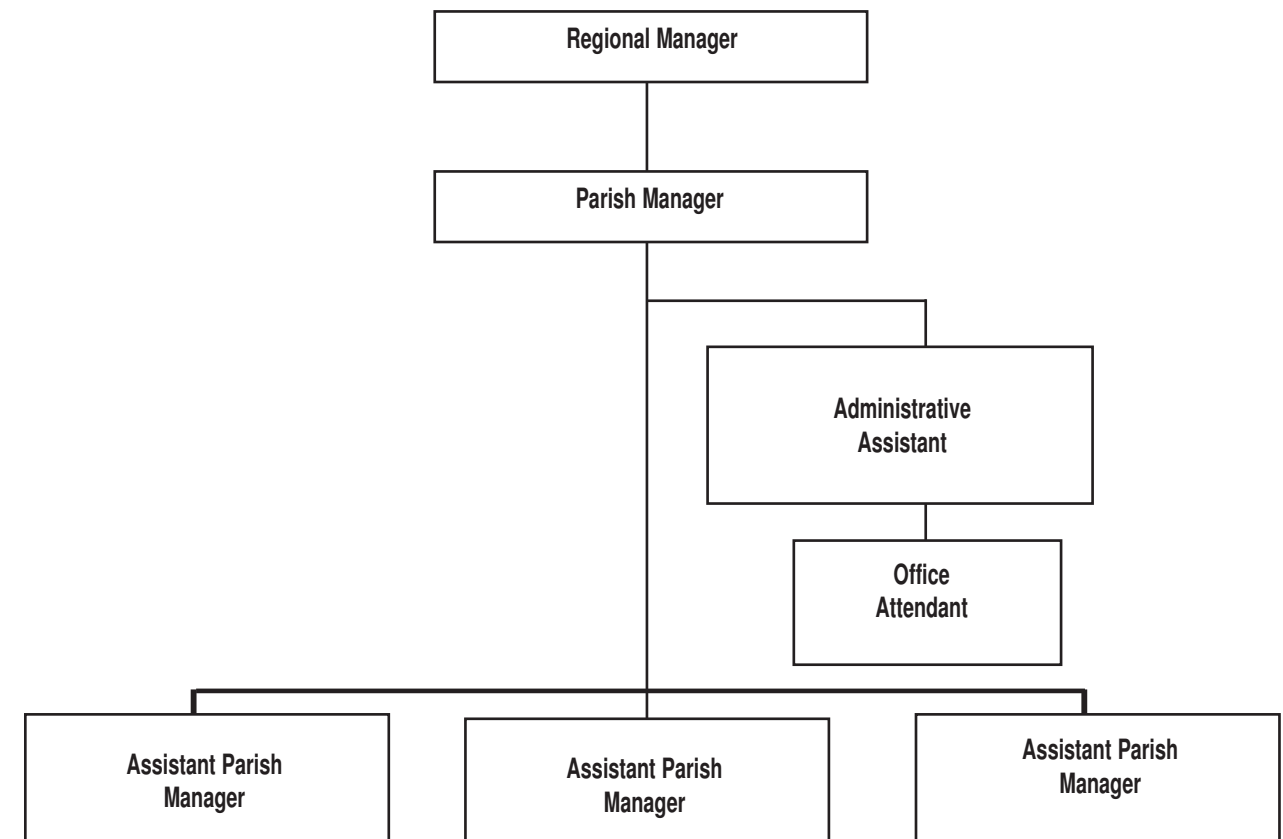 Regional Manager
Parish Manager
Administrative
Assistant
Office
Attendant
Assistant Parish
Manager
Assistant Parish
Manager
Assistant Parish
Manager